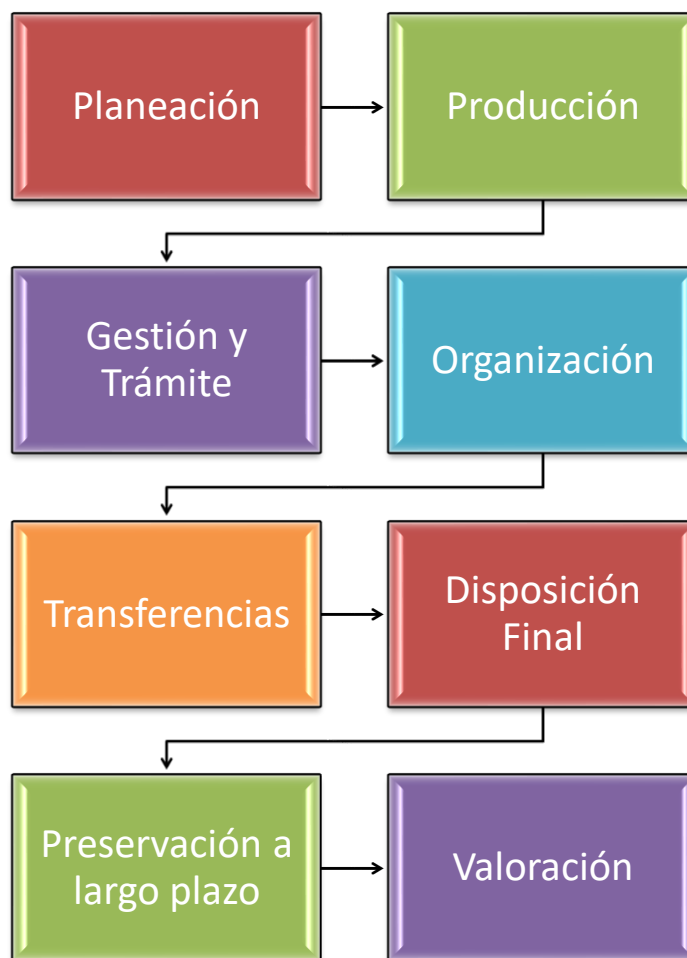 Planeación
Producción
Gestión y
Trámite
Organización
Transferencias
Disposición
Final
Preservación a
largo plazo
Valoración